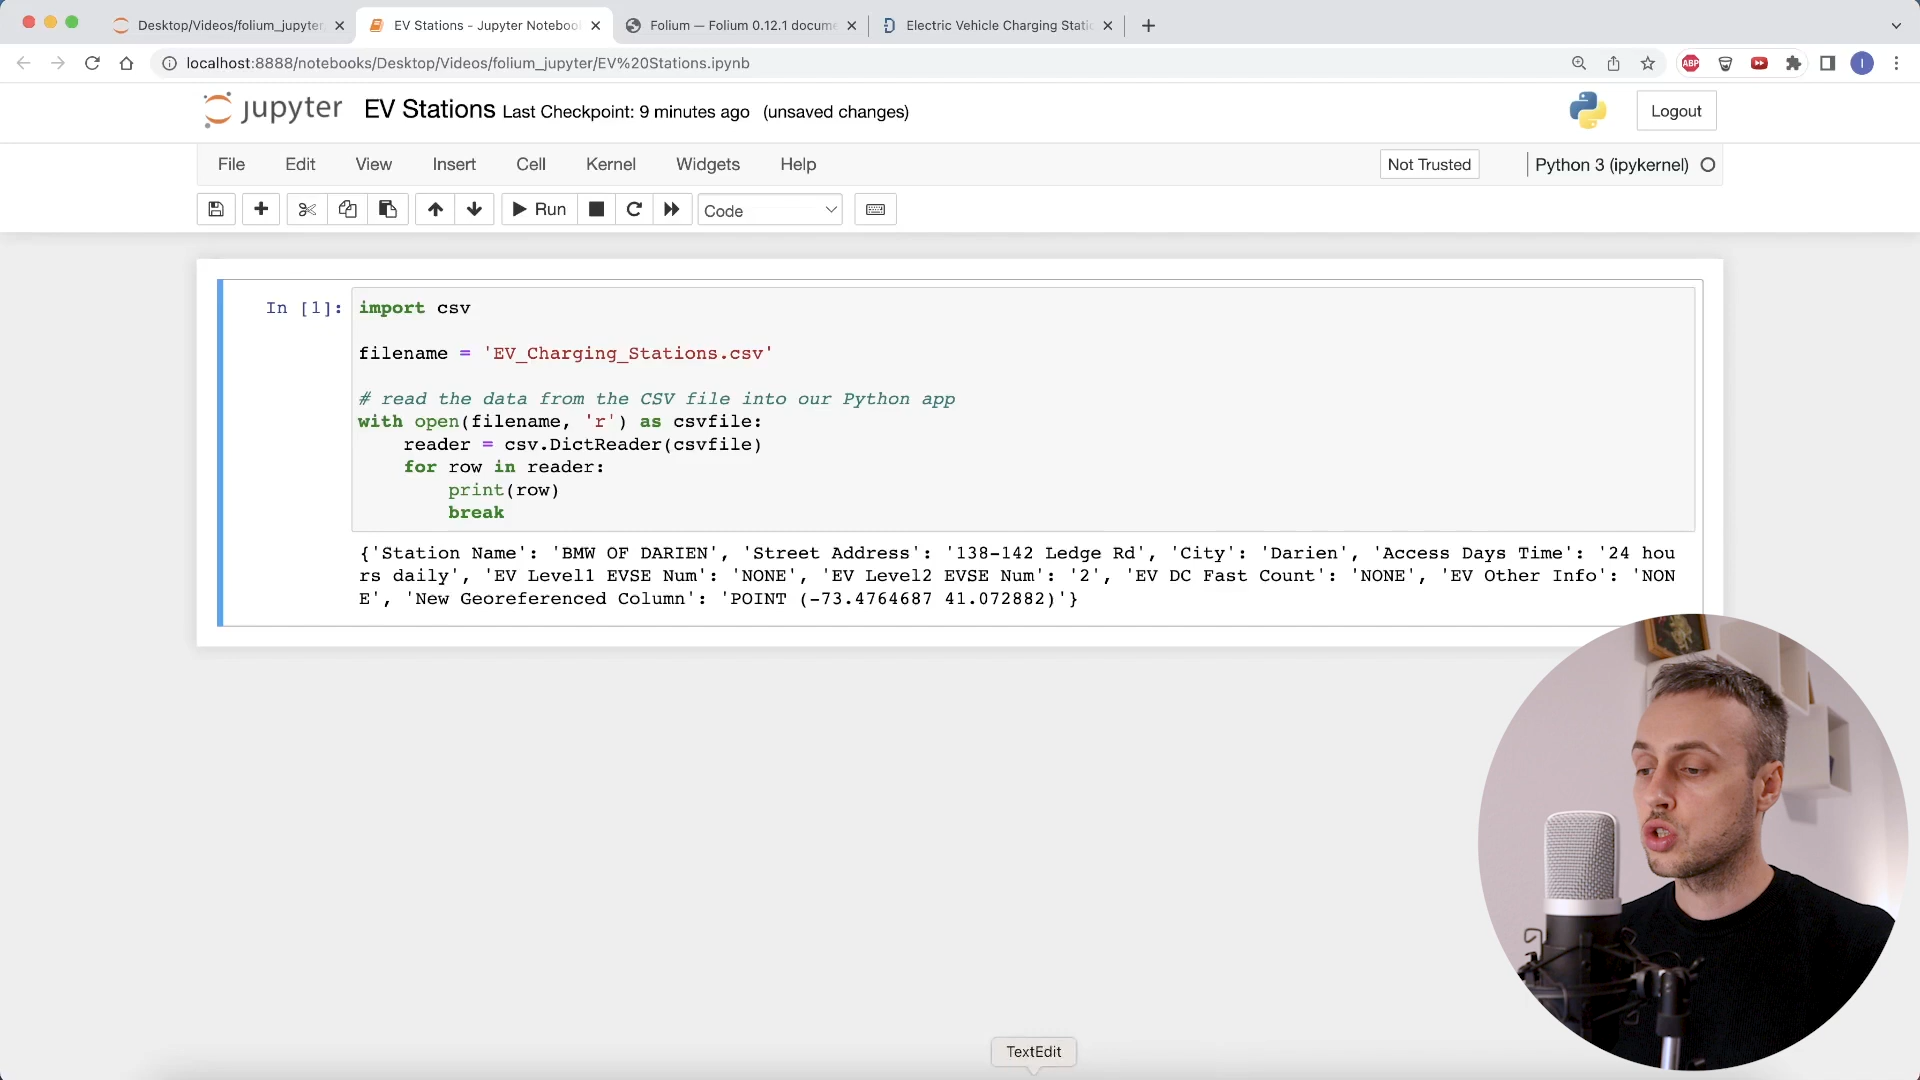 Desktop/Videos/folium_jupyter
EV Stations - Jupyter Noteboo
Folium — Folium 0.12.1 docume
Electric Vehicle Charging Stati
localhost:8888/notebooks/Desktop/Videos/folium_jupyter/EV%20Stations.ipynb
ABP
I
jupyter EV Stations Last Checkpoint: 9 minutes ago (unsaved changes)
Logout
File Edit View Insert Cell Kernel Widgets Help
Not Trusted
Python 3 (ipykernel)
Run
Code
In [1]:
import csv
filename = 'EV_Charging_Stations.csv'
# read the data from the CSV file into our Python app
with open(filename, 'r') as csvfile:
reader = csv.DictReader(csvfile)
for row in reader:
print(row)
break
{'Station Name': 'BMW OF DARIEN', 'Street Address': '138-142 Ledge Rd', 'City': 'Darien', 'Access Days Time': '24 hou
rs daily', 'EV Level1 EVSE Num': 'NONE', 'EV Level2 EVSE Num': '2', 'EV DC Fast Count': 'NONE', 'EV Other Info': 'NON
E', 'New Georeferenced Column': 'POINT (-73.4764687 41.072882)'}
TextEdit